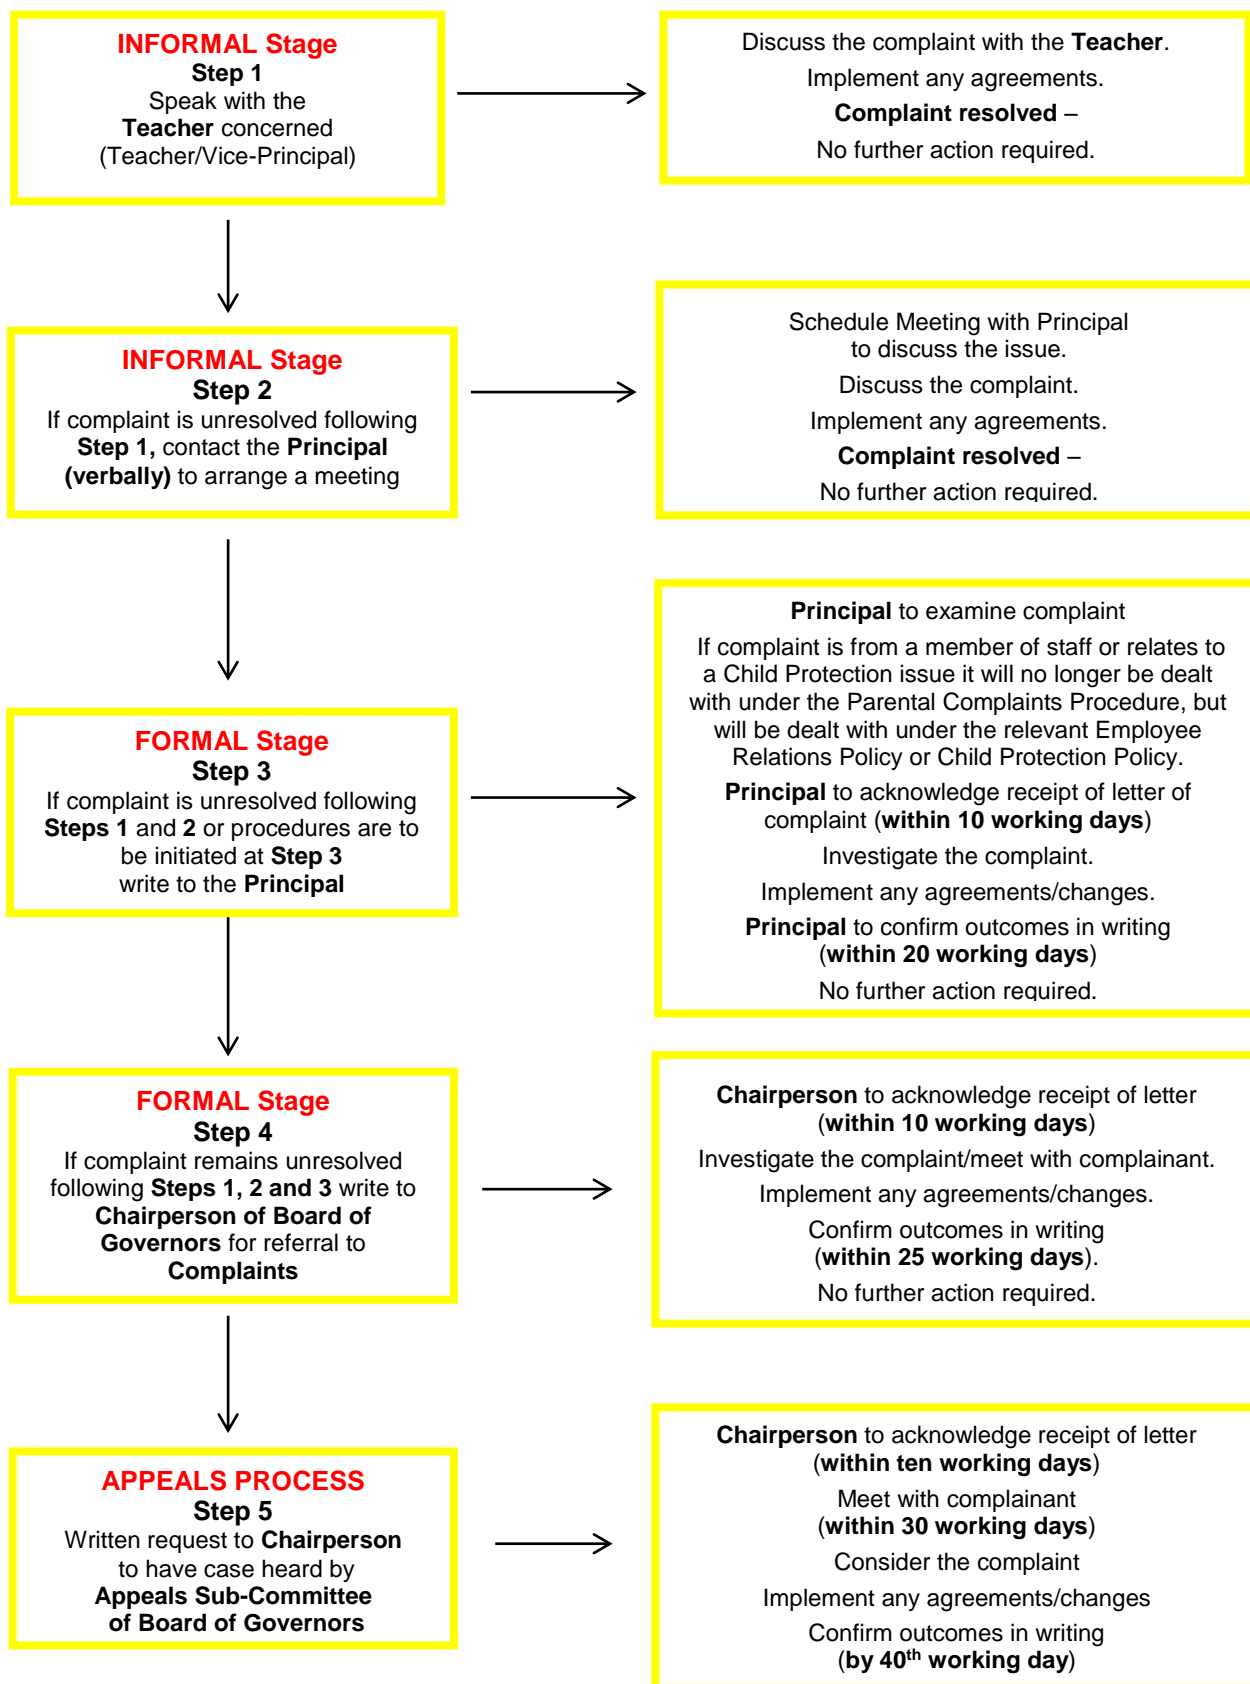 INFORMAL Stage
Step 1
Speak with the
Teacher concerned
(Teacher/Vice-Principal)
Discuss the complaint with the Teacher.
Implement any agreements.
Complaint resolved –
No further action required.
INFORMAL Stage
Step 2
If complaint is unresolved following
Step 1, contact the Principal
(verbally) to arrange a meeting
Schedule Meeting with Principal
to discuss the issue.
Discuss the complaint.
Implement any agreements.
Complaint resolved –
No further action required.
FORMAL Stage
Step 3
If complaint is unresolved following
Steps 1 and 2 or procedures are to
be initiated at Step 3
write to the Principal
Principal to examine complaint
If complaint is from a member of staff or relates to
a Child Protection issue it will no longer be dealt
with under the Parental Complaints Procedure, but
will be dealt with under the relevant Employee
Relations Policy or Child Protection Policy.
Principal to acknowledge receipt of letter of
complaint (within 10 working days)
Investigate the complaint.
Implement any agreements/changes.
Principal to confirm outcomes in writing
(within 20 working days)
No further action required.
FORMAL Stage
Step 4
If complaint remains unresolved
following Steps 1, 2 and 3 write to
Chairperson of Board of
Governors for referral to
Complaints
Chairperson to acknowledge receipt of letter
(within 10 working days)
Investigate the complaint/meet with complainant.
Implement any agreements/changes.
Confirm outcomes in writing
(within 25 working days).
No further action required.
APPEALS PROCESS
Step 5
Written request to Chairperson
to have case heard by
Appeals Sub-Committee
of Board of Governors
Chairperson to acknowledge receipt of letter
(within ten working days)
Meet with complainant
(within 30 working days)
Consider the complaint
Implement any agreements/changes
Confirm outcomes in writing
(by 40th working day)